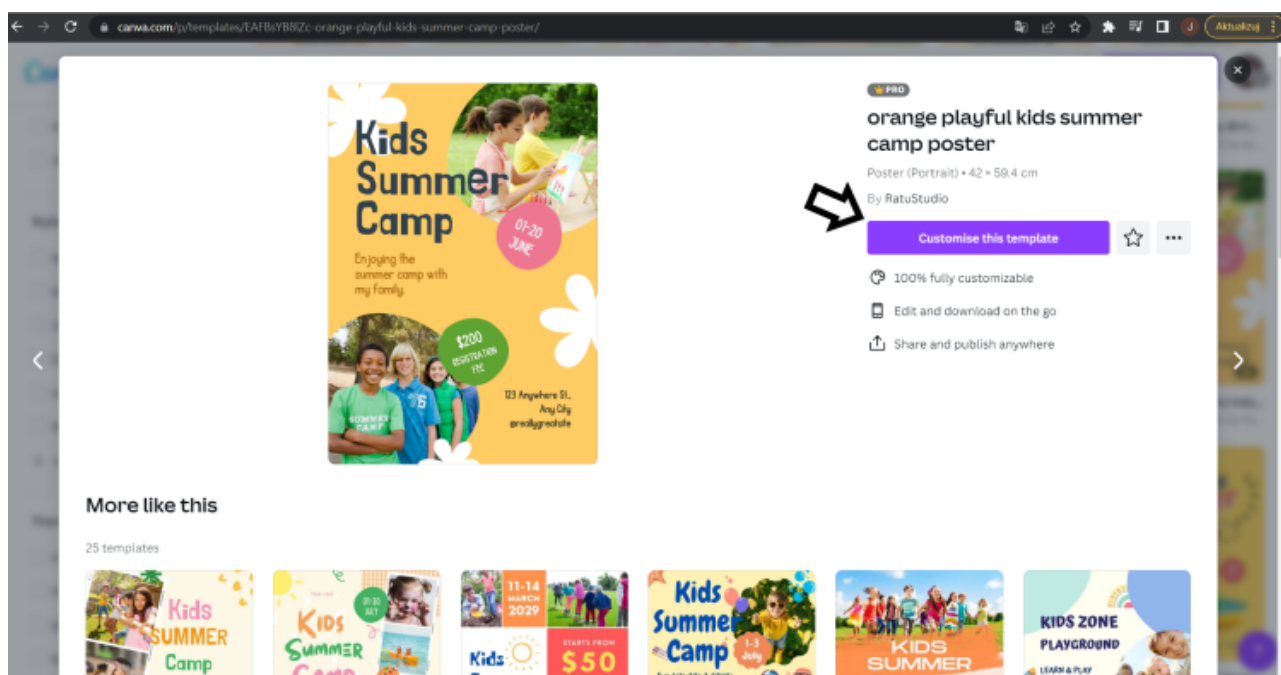 canva.com/p/templates/EAFBsYB8lZc-orange-playful-kids-summer-camp-poster/
J
Aktualizuj
PRO
orange playful kids summer
camp poster
Poster (Portrait) • 42 × 59.4 cm
By RatuStudio
Customise this template
100% fully customizable
Edit and download on the go
Share and publish anywhere
Kids
Summer
Camp
01-20
JUNE
Enjoying the
summer camp with
my family.
$200
REGISTRATION
FEE
SUMMER
CAMP
76
123 Anywhere St.,
Any City
@reallygreatsite
More like this
25 templates
Kids
SUMMER
Camp
KIDS
SUMMER
CAMP
11-14
MARCH
2029
Kids
STARTS FROM
$50
Kids
Summer
Camp
1-3
July
KIDS
SUMMER
KIDS ZONE
PLAYGROUND
LEARN & PLAY